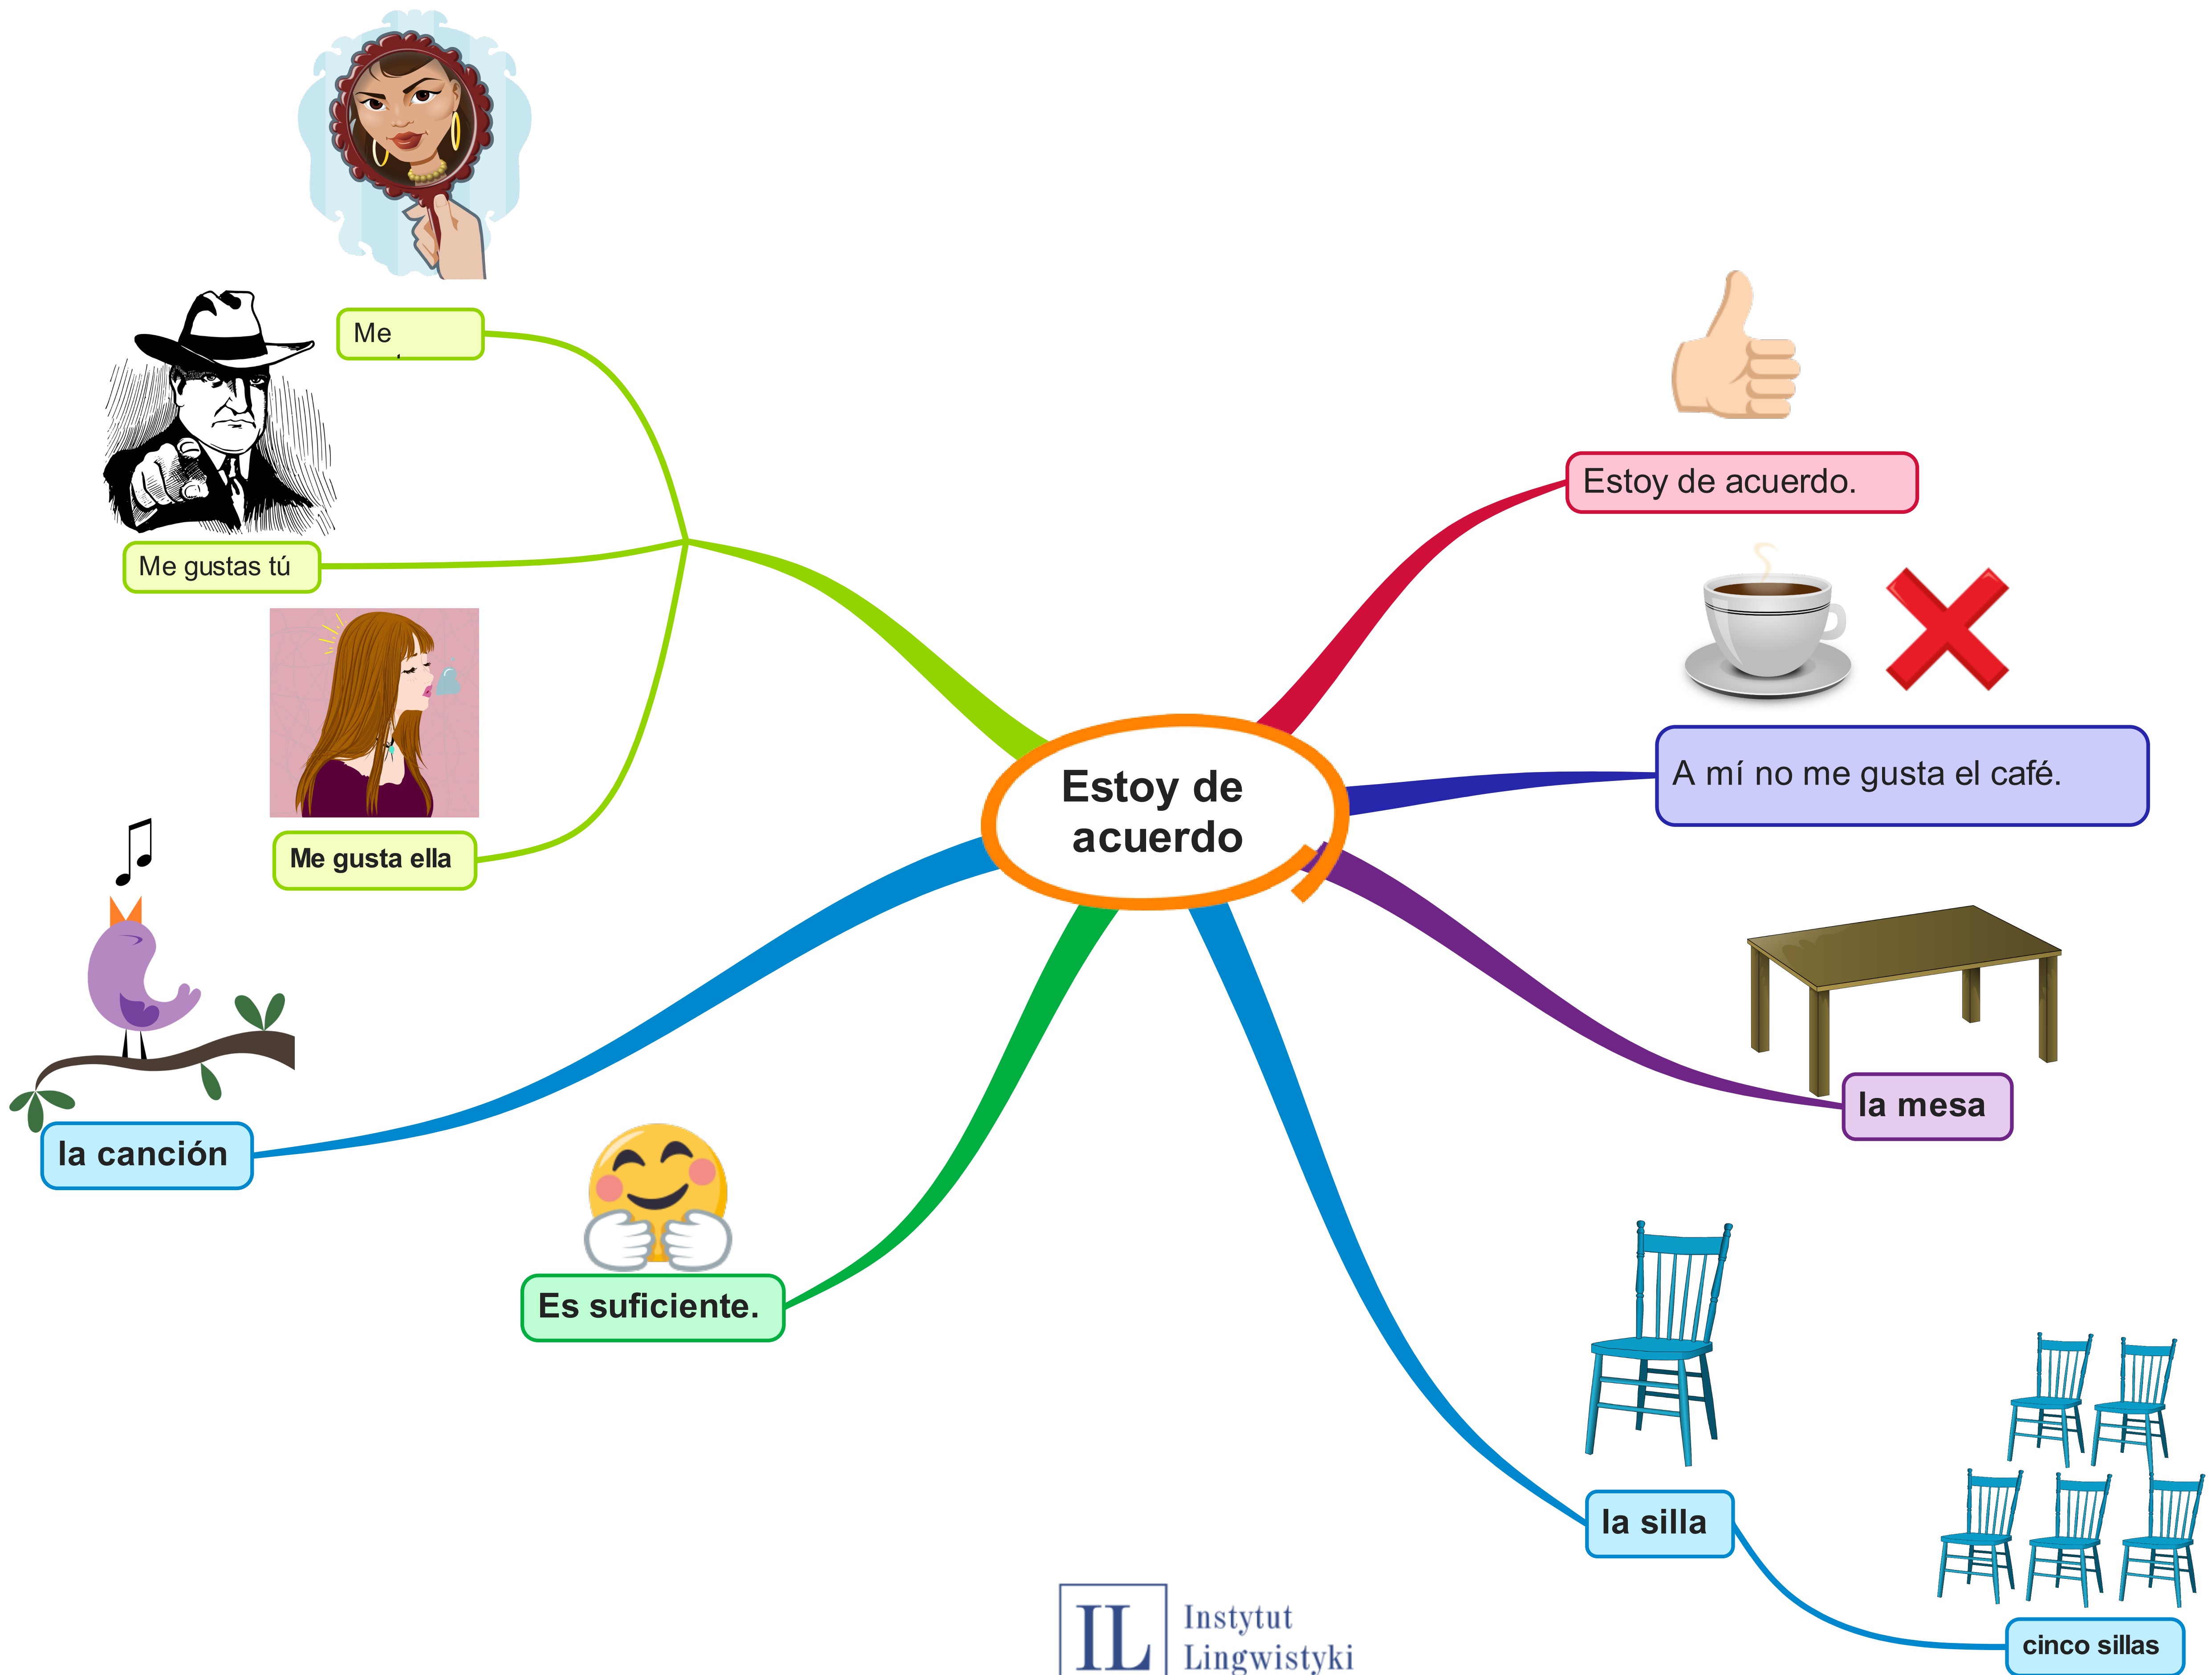 Me
Me gustas tú
Me gusta ella
la canción
Es suficiente.
Estoy de
acuerdo
Estoy de acuerdo.
A mí no me gusta el café.
la mesa
la silla
cinco sillas
IL
Instytut
Lingwistyki